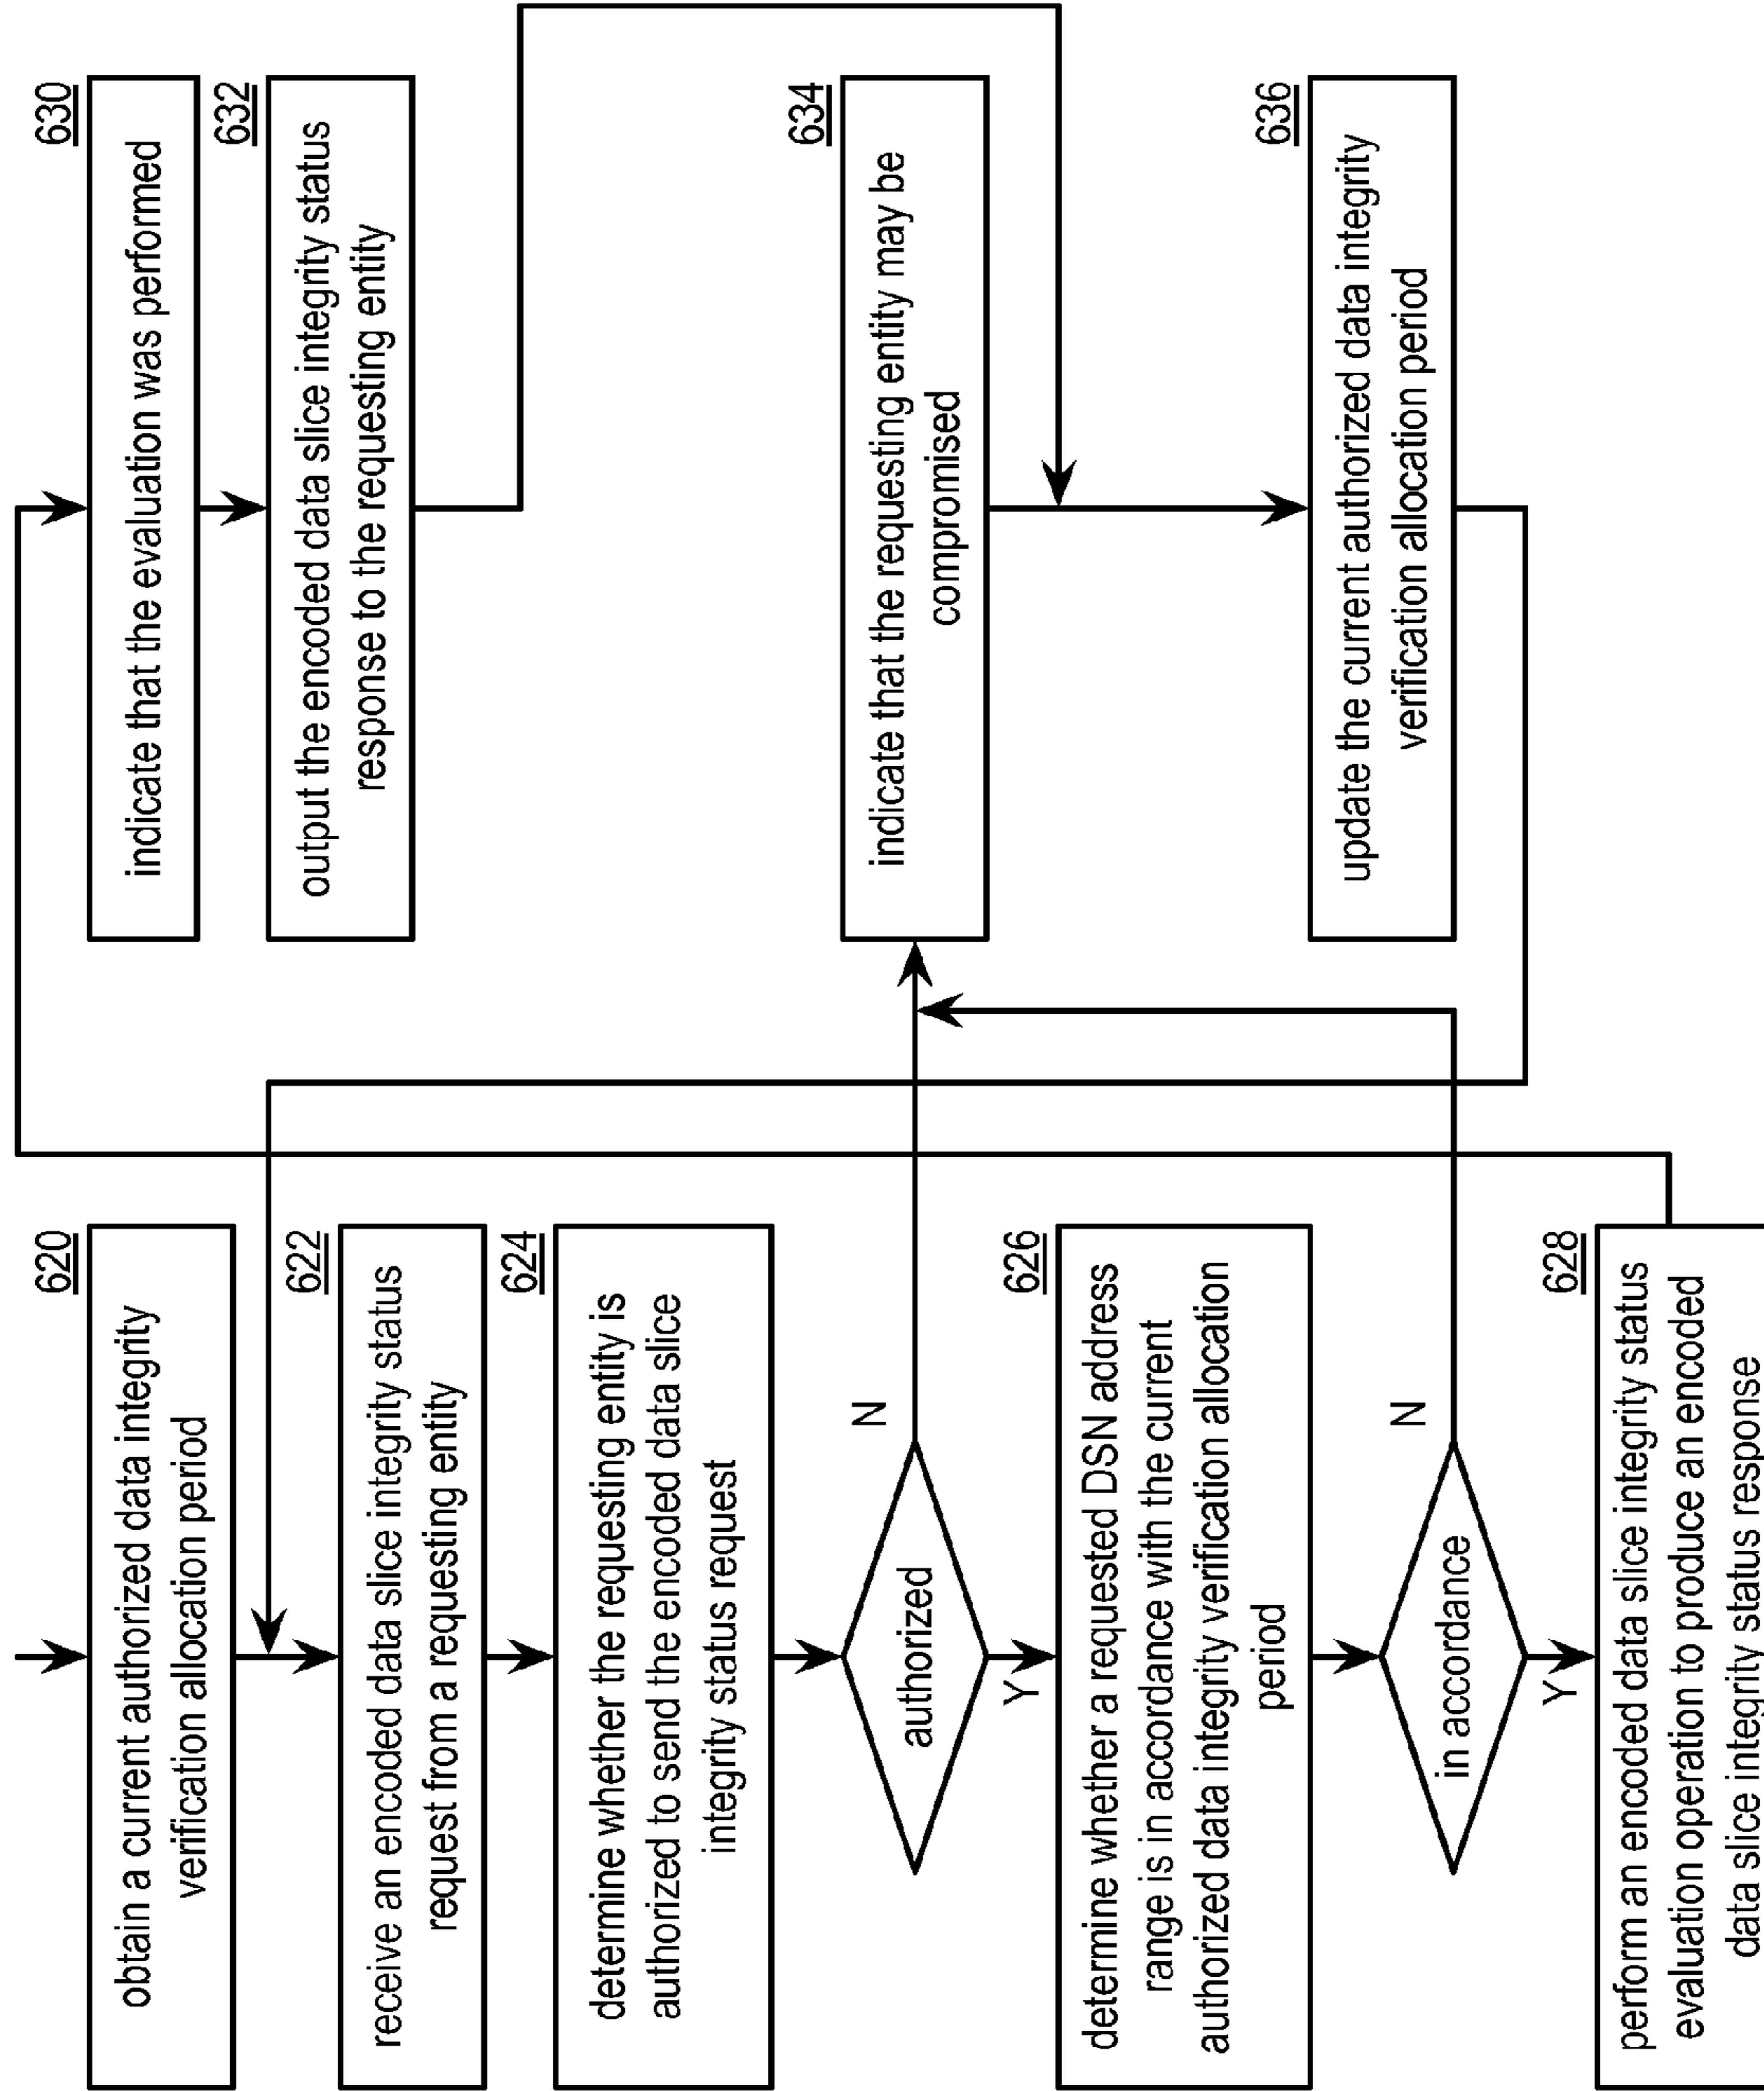 620
obtain a current authorized data integrity
verification allocation period
622
receive an encoded data slice integrity status
request from a requesting entity
624
determine whether the requesting entity is
authorized to send the encoded data slice
integrity status request
authorized
N
Y
626
determine whether a requested DSN address
range is in accordance with the current
authorized data integrity verification allocation
period
in accordance
N
Y
628
perform an encoded data slice integrity status
evaluation operation to produce an encoded
data slice integrity status response
630
indicate that the evaluation was performed
632
output the encoded data slice integrity status
response to the requesting entity
634
indicate that the requesting entity may be
compromised
636
update the current authorized data integrity
verification allocation period